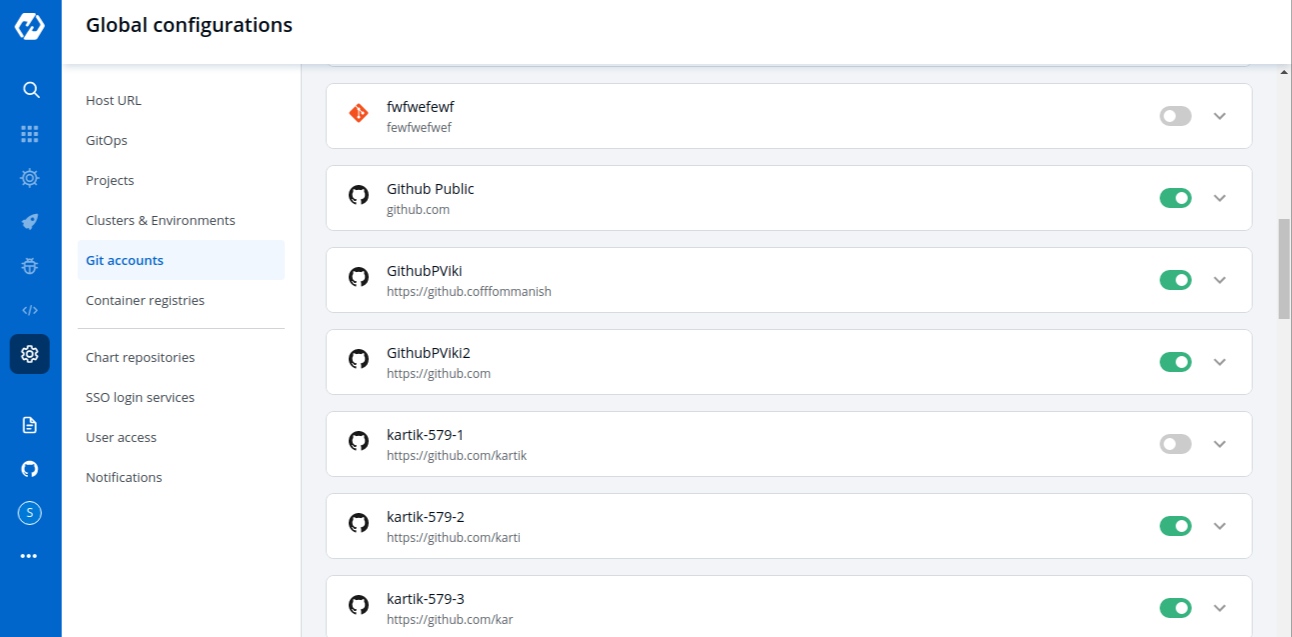 Global configurations
Host URL
GitOps
Projects
Clusters & Environments
Git accounts
Container registries
Chart repositories
SSO login services
User access
Notifications
S
fwfwefewf
fewfwefwef
Github Public
github.com
GithubPViki
https://github.cofffommanish
GithubPViki2
https://github.com
kartik-579-1
https://github.com/kartik
kartik-579-2
https://github.com/karti
kartik-579-3
https://github.com/kar